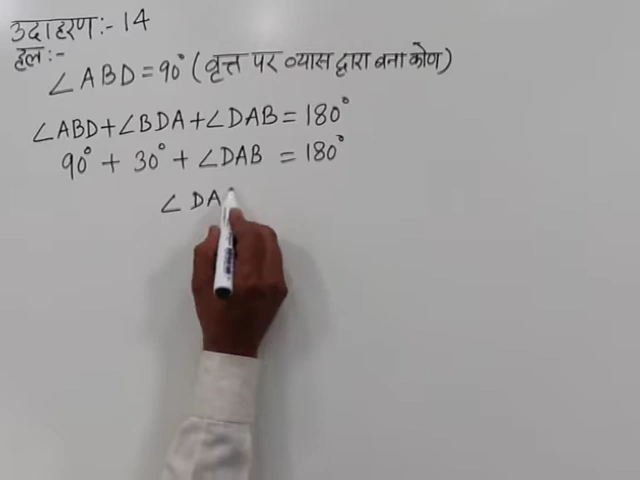 उदाहरण:- 14
हल:-
∠ABD = 90° (वृत्त पर व्यास द्वारा बना कोण)
∠ABD + ∠BDA + ∠DAB = 180°
90° + 30° + ∠DAB = 180°
∠DA